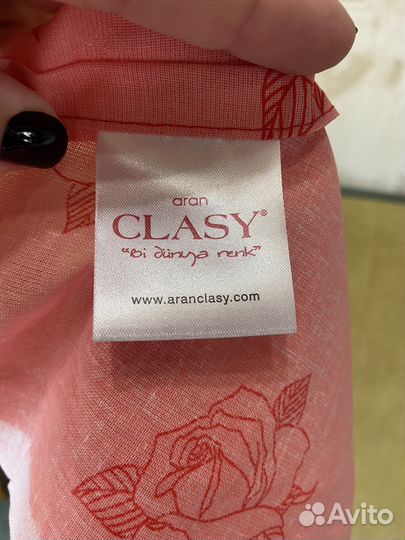 aran
CLASY®
“bi dünya renk”
www.aranclasy.com
Avito